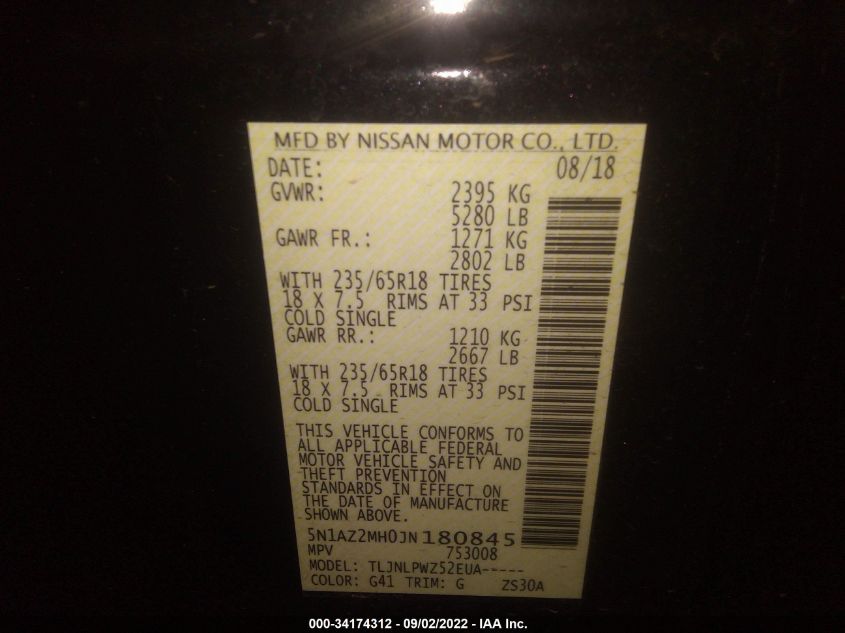 MFD BY NISSAN MOTOR CO., LTD.
DATE: 08/18
GVWR: 2395 KG
5280 LB
GAWR FR.: 1271 KG
2802 LB
WITH 235/65R18 TIRES
18 X 7.5 RIMS AT 33 PSI
COLD SINGLE
GAWR RR.: 1210 KG
2667 LB
WITH 235/65R18 TIRES
18 X 7.5 RIMS AT 33 PSI
COLD SINGLE
THIS VEHICLE CONFORMS TO
ALL APPLICABLE FEDERAL
MOTOR VEHICLE SAFETY AND
THEFT PREVENTION
STANDARDS IN EFFECT ON
THE DATE OF MANUFACTURE
SHOWN ABOVE.
5N1AZ2MH0JN180845
MPV 753008
MODEL: TLJNLPWZ52EUA-----
COLOR: G41 TRIM: G ZS30A
000-34174312 - 09/02/2022 - IAA Inc.